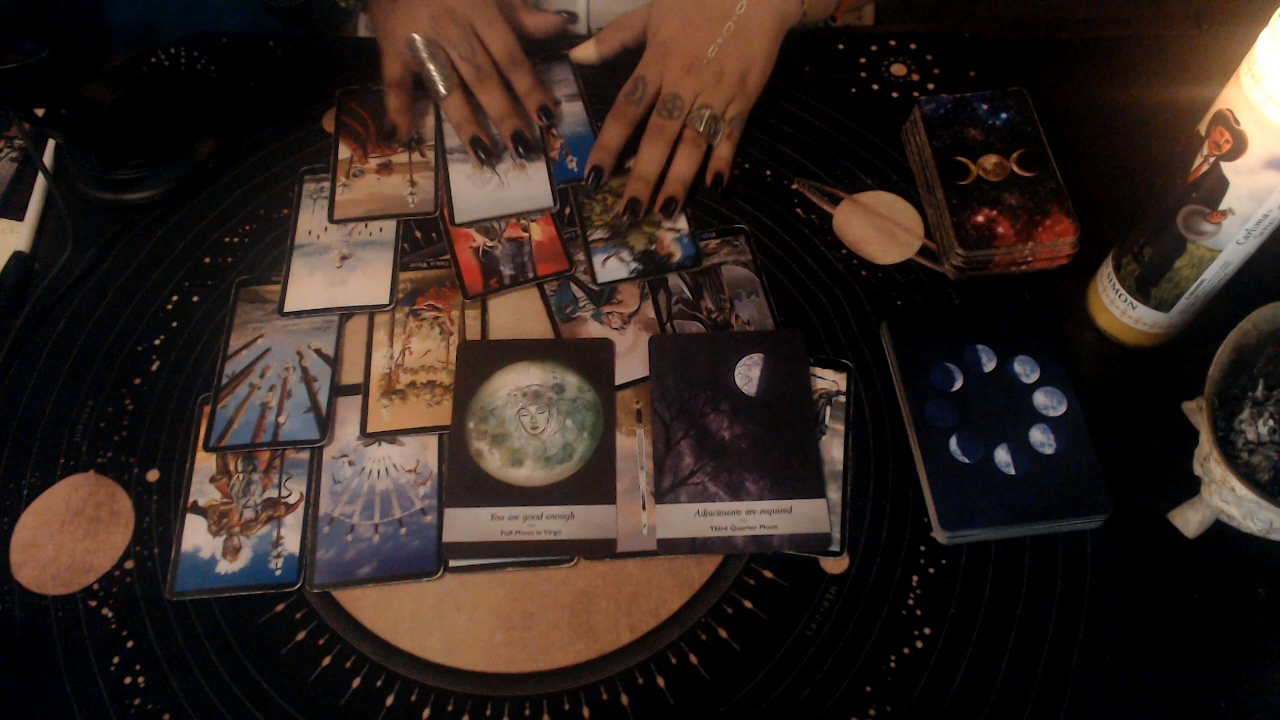 You are good enough
Full Moon in Virgo
Adjustments are required
Third Quarter Moon
SIMON